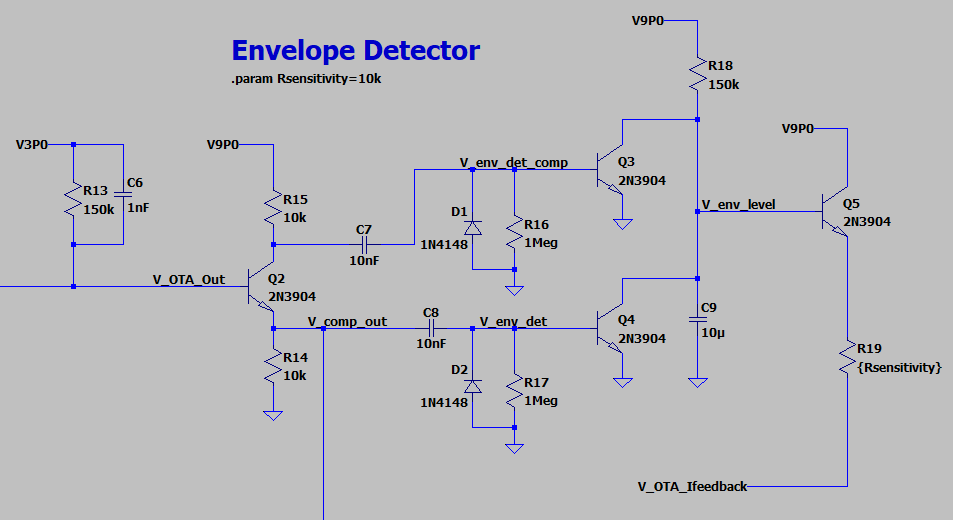 Envelope Detector
.param Rsensitivity=10k
V9P0
R18
150k
V3P0
R13
150k
C6
1nF
V9P0
R15
10k
C7
10nF
V_env_det_comp
D1
1N4148
R16
1Meg
Q3
2N3904
V9P0
V_env_level
Q5
2N3904
V_OTA_Out
Q2
2N3904
V_comp_out
R14
10k
C8
10nF
V_env_det
D2
1N4148
R17
1Meg
Q4
2N3904
C9
10µ
R19
{Rsensitivity}
V_OTA_Ifeedback